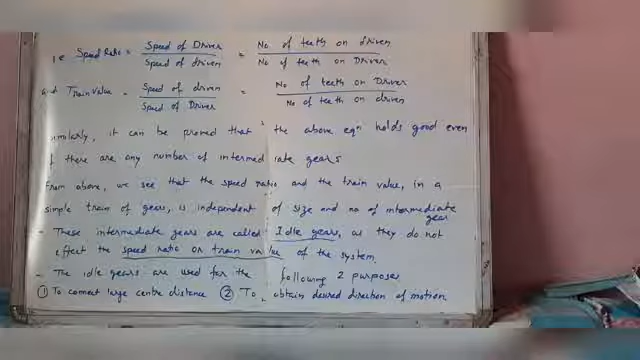 i.e Speed Ratio = Speed of Driver / Speed of driven = No of teeth on driven / No of teeth on Driver
and Train value = Speed of driven / Speed of Driver = No of teeth on Driver / No of teeth on driven
similarly, it can be proved that the above eqn holds good even
if there are any number of intermediate gears
From above, we see that the speed ratio and the train value, in a
simple train of gears, is independent of size and no of intermediate
gear
- These intermediate gears are called Idle gears, as they do not
effect the speed ratio or train value of the system.
- The idle gears are used for the following 2 purposes
① To connect large centre distance ② To obtain desired direction of motion.